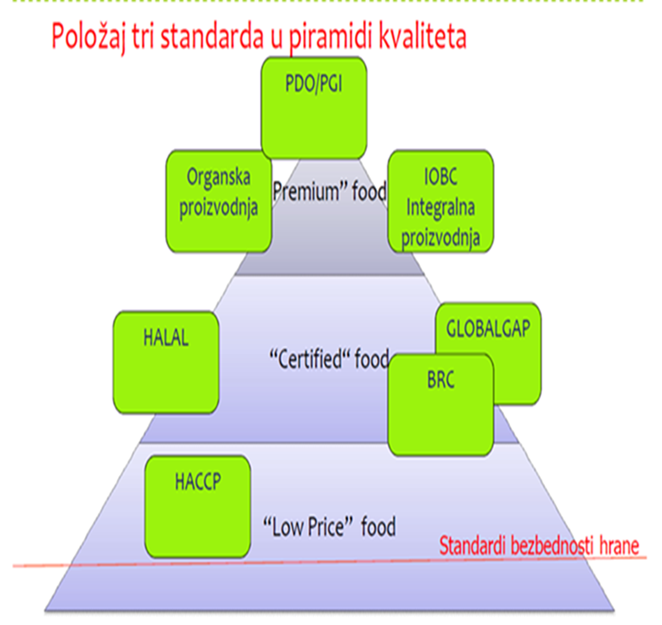 Položaj tri standarda u piramidi kvaliteta
PDO/PGI
Organska
proizvodnja
Premium” food
IOBC
Integralna
proizvodnja
HALAL
“Certified“ food
GLOBALGAP
BRC
HACCP
“Low Price” food
Standardi bezbednosti hrane